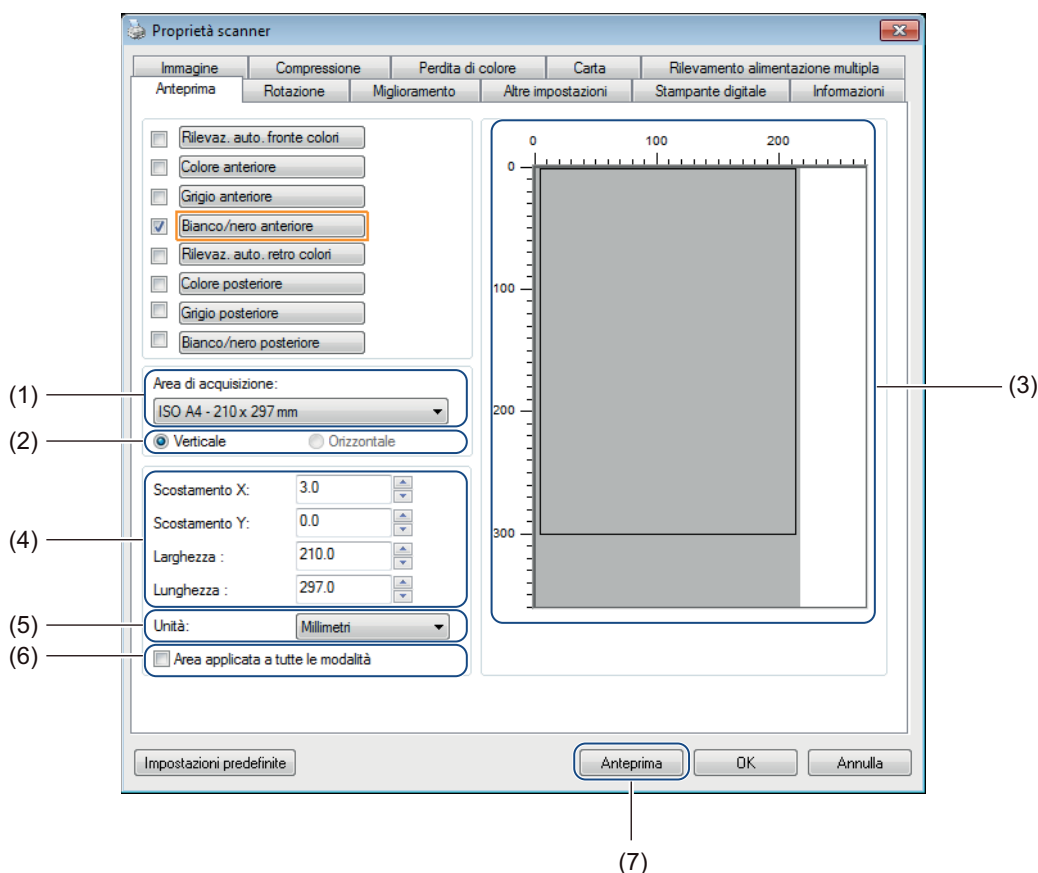 Proprietà scanner
Immagine Compressione Perdita di colore Carta Rilevamento alimentazione multipla
Anteprima Rotazione Miglioramento Altre impostazioni Stampante digitale Informazioni
Rilevaz. auto. fronte colori
Colore anteriore
Grigio anteriore
Bianco/nero anteriore
Rilevaz. auto. retro colori
Colore posteriore
Grigio posteriore
Bianco/nero posteriore
(1)
Area di acquisizione:
ISO A4 - 210 x 297 mm
(2)
Verticale Orizzontale
(4)
Scostamento X: 3.0
Scostamento Y: 0.0
Larghezza : 210.0
Lunghezza : 297.0
(5)
Unità: Millimetri
(6)
Area applicata a tutte le modalità
0 100 200
0
100
200
300
(3)
Impostazioni predefinite Anteprima OK Annulla
(7)